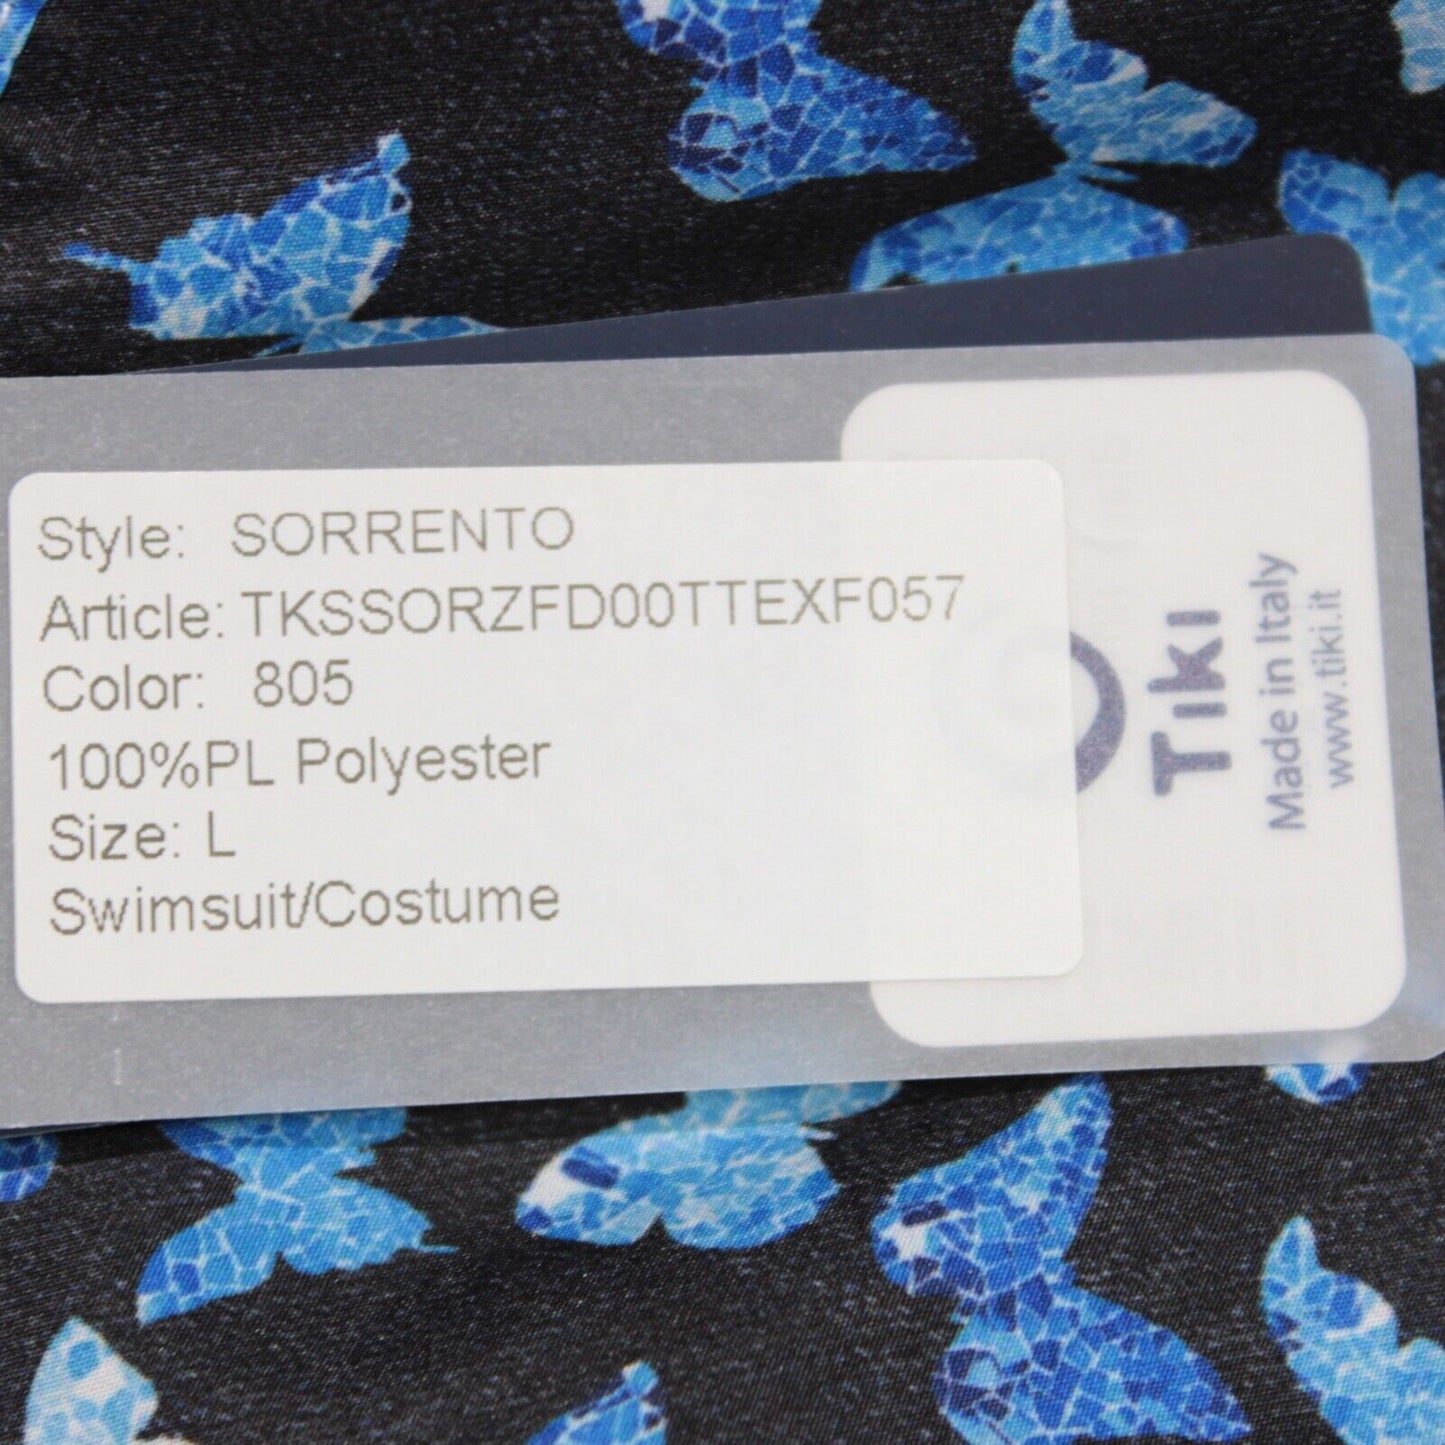 Style: SORRENTO
Article: TKSSORZFD00TTEXF057
Color: 805
100%PL Polyester
Size: L
Swimsuit/Costume
Tiki
Made in Italy
www.tiki.it